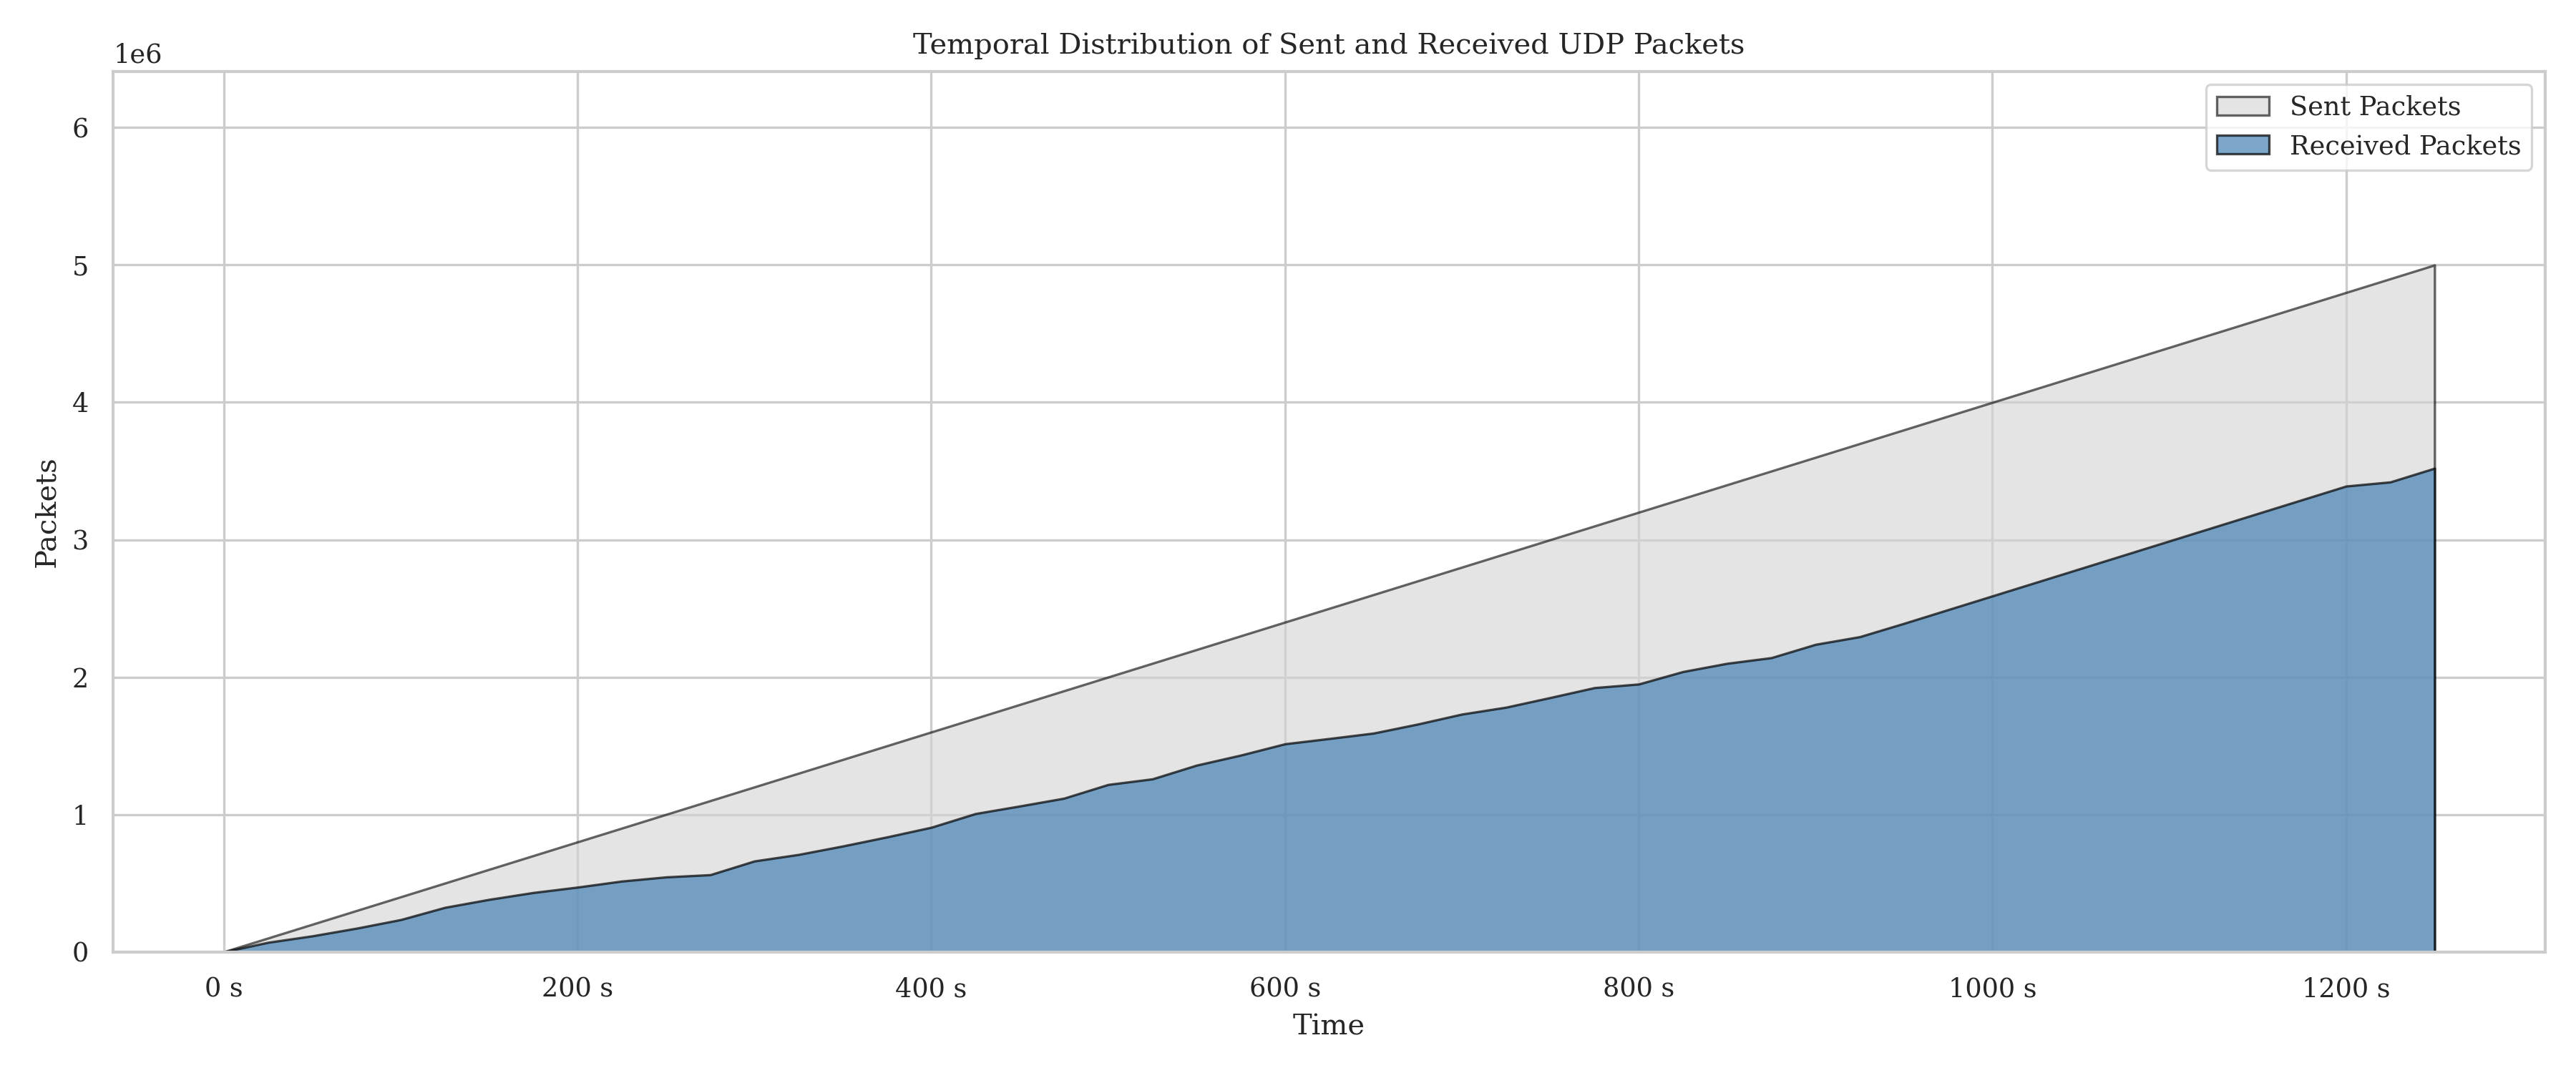 Temporal Distribution of Sent and Received UDP Packets
1e6
Sent Packets
Received Packets
6
5
4
3
2
1
0
Packets
0 s
200 s
400 s
600 s
800 s
1000 s
1200 s
Time